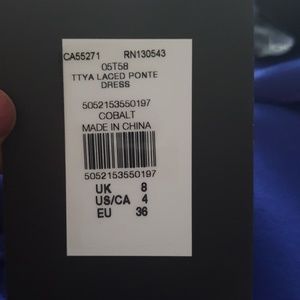 CA55271 RN130543
05T58
TTYA LACED PONTE
DRESS
5052153550197
COBALT
MADE IN CHINA
5052153550197
UK 8
US/CA 4
EU 36